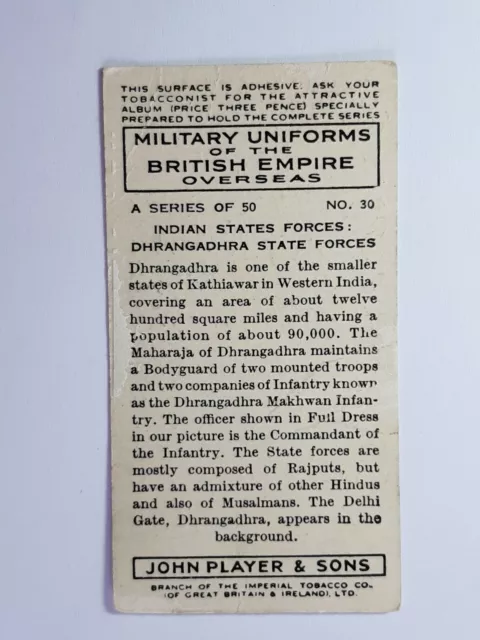 THIS SURFACE IS ADHESIVE. ASK YOUR
TOBACCONIST FOR THE ATTRACTIVE
ALBUM (PRICE THREE PENCE) SPECIALLY
PREPARED TO HOLD THE COMPLETE SERIES
MILITARY UNIFORMS
OF THE
BRITISH EMPIRE
OVERSEAS
A SERIES OF 50 NO. 30
INDIAN STATES FORCES:
DHRANGADHRA STATE FORCES
Dhrangadhra is one of the smaller
states of Kathiawar in Western India,
covering an area of about twelve
hundred square miles and having a
population of about 90,000. The
Maharaja of Dhrangadhra maintains
a Bodyguard of two mounted troops
and two companies of Infantry known
as the Dhrangadhra Makhwan Infan-
try. The officer shown in Full Dress
in our picture is the Commandant of
the Infantry. The State forces are
mostly composed of Rajputs, but
have an admixture of other Hindus
and also of Musalmans. The Delhi
Gate, Dhrangadhra, appears in the
background.
JOHN PLAYER & SONS
BRANCH OF THE IMPERIAL TOBACCO CO.,
(OF GREAT BRITAIN & IRELAND), LTD.